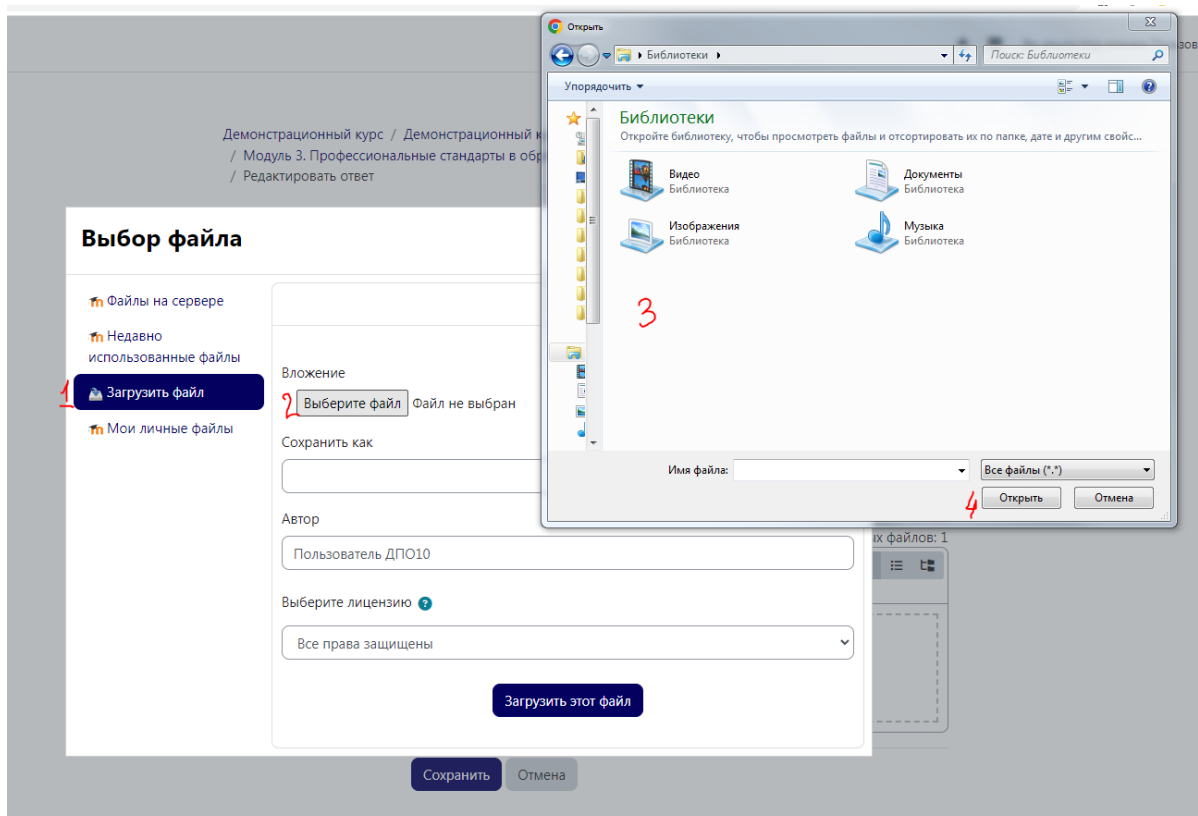 Открыть
Библиотеки
Поиск: Библиотеки
Упорядочить
Библиотеки
Откройте библиотеку, чтобы просмотреть файлы и отсортировать их по папке, дате и другим свойс...
Видео
Библиотека
Документы
Библиотека
Изображения
Библиотека
Музыка
Библиотека
3
Имя файла:
Все файлы (*.*)
4
Открыть
Отмена
Демонстрационный курс / Демонстрационный
/ Модуль 3. Профессиональные стандарты в обр
/ Редактировать ответ
Выбор файла
Файлы на сервере
Недавно
использованные файлы
1
Загрузить файл
Мои личные файлы
Вложение
2
Выберите файл
Файл не выбран
Сохранить как
Автор
Пользователь ДПО10
Выберите лицензию
?
Все права защищены
Загрузить этот файл
файлов: 1
Сохранить
Отмена